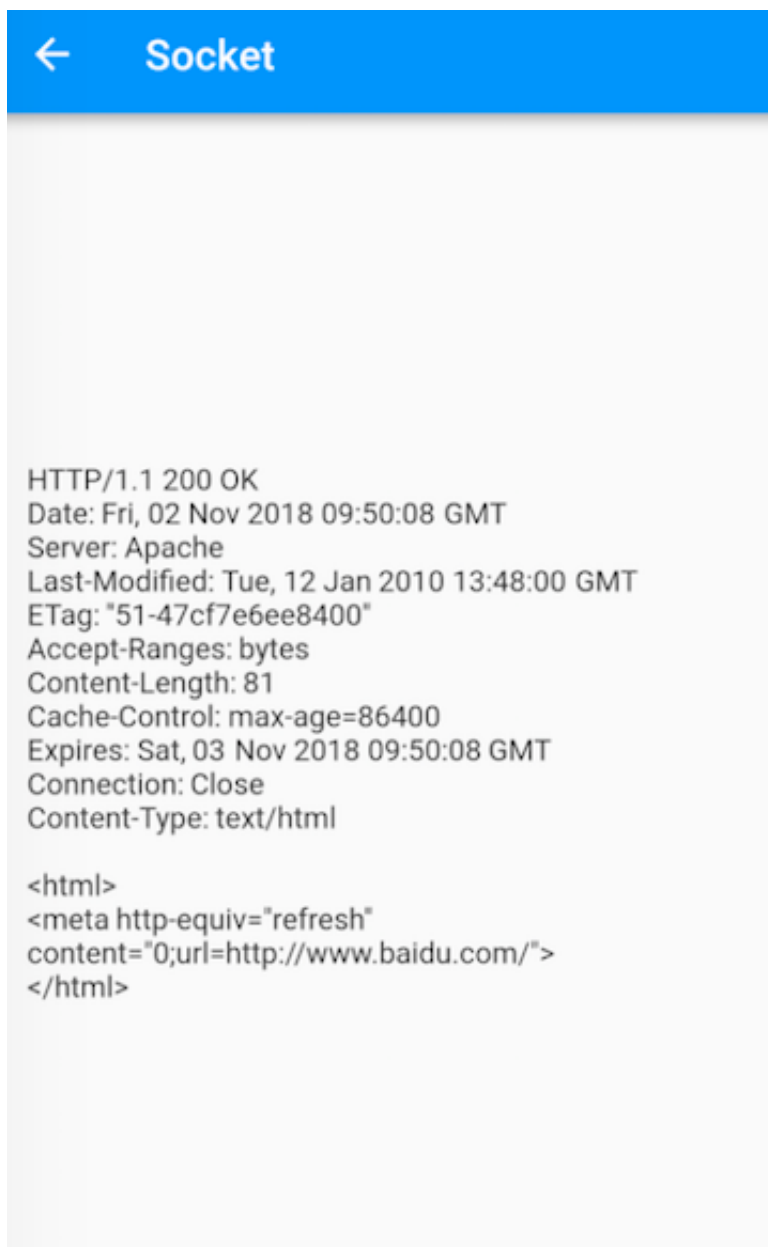 Socket
HTTP/1.1 200 OK
Date: Fri, 02 Nov 2018 09:50:08 GMT
Server: Apache
Last-Modified: Tue, 12 Jan 2010 13:48:00 GMT
ETag: "51-47cf7e6ee8400"
Accept-Ranges: bytes
Content-Length: 81
Cache-Control: max-age=86400
Expires: Sat, 03 Nov 2018 09:50:08 GMT
Connection: Close
Content-Type: text/html

<html>
<meta http-equiv="refresh"
content="0;url=http://www.baidu.com/">
</html>